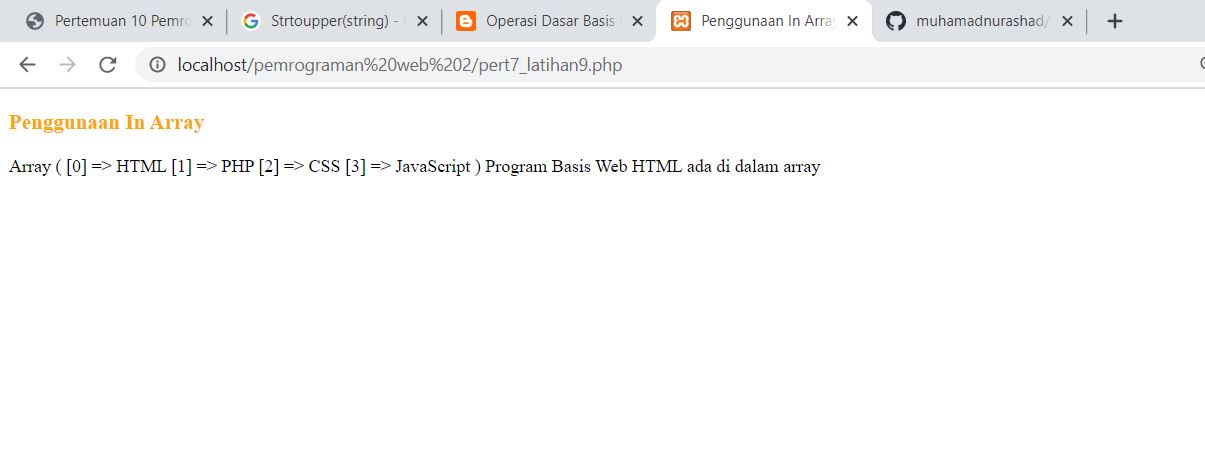 Pertemuan 10 Pemro
Strtoupper(string) -
Operasi Dasar Basis
Penggunaan In Array
muhamadnurashad/
localhost/pemrograman%20web%202/pert7_latihan9.php
Penggunaan In Array
Array ( [0] => HTML [1] => PHP [2] => CSS [3] => JavaScript ) Program Basis Web HTML ada di dalam array